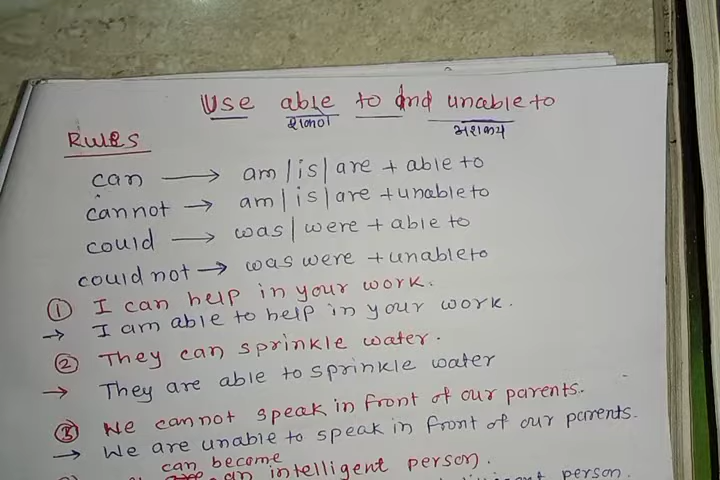 Use able to and unable to
शक्य अशक्य
Rules
can → am | is | are + able to
cannot → am | is | are + unable to
could → was | were + able to
could not → was were + unable to
① I can help in your work.
→ I am able to help in your work.
② They can sprinkle water.
→ They are able to sprinkle water
③ We cannot speak in front of our parents.
→ We are unable to speak in front of our parents.
can become
an intelligent person.
person.